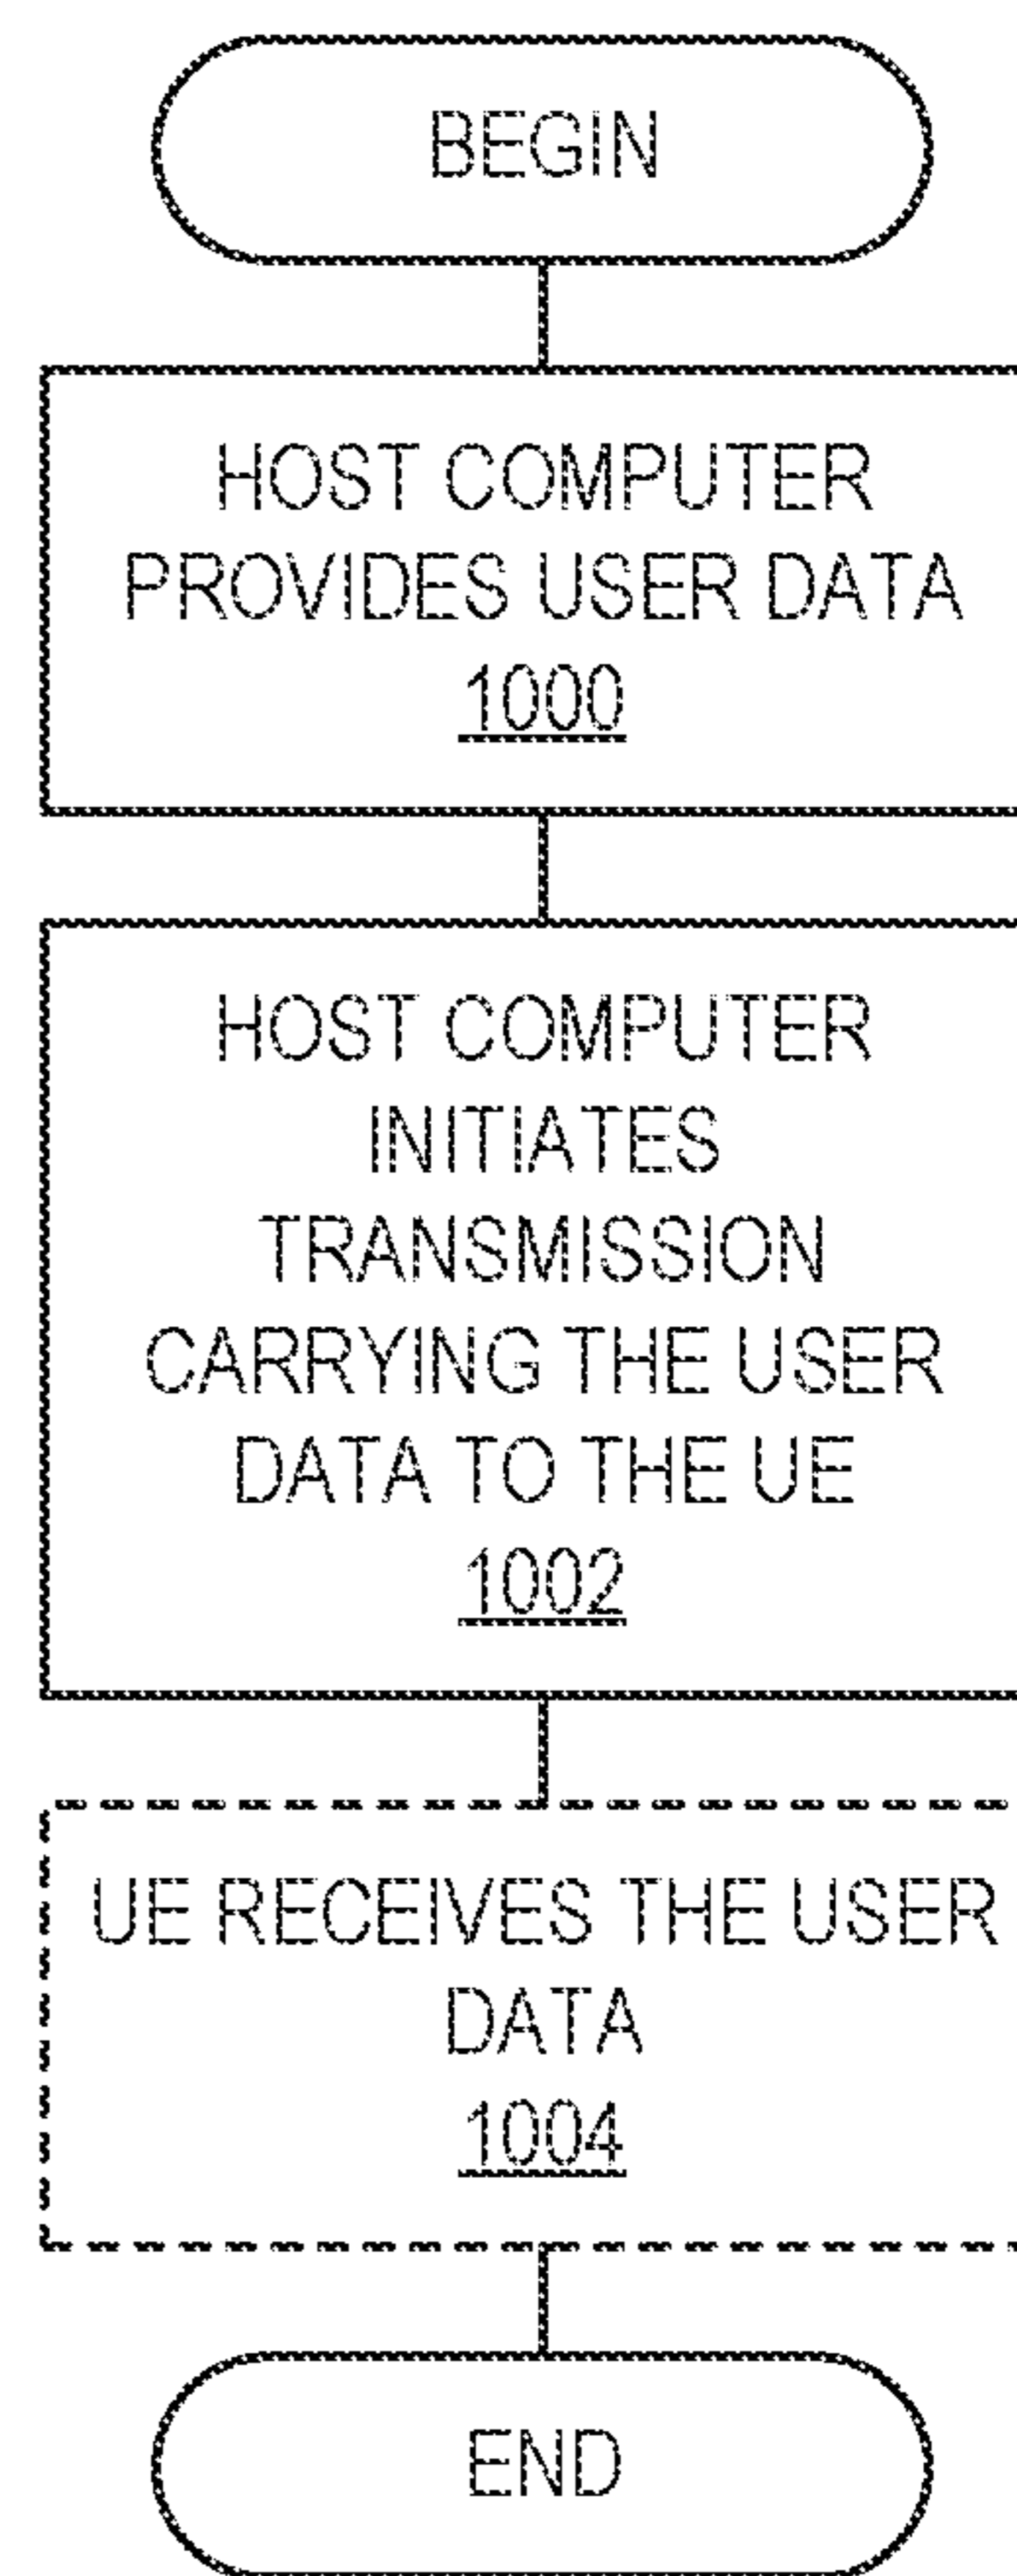 BEGIN
HOST COMPUTER
PROVIDES USER DATA
1000
HOST COMPUTER
INITIATES
TRANSMISSION
CARRYING THE USER
DATA TO THE UE
1002
UE RECEIVES THE USER
DATA
1004
END